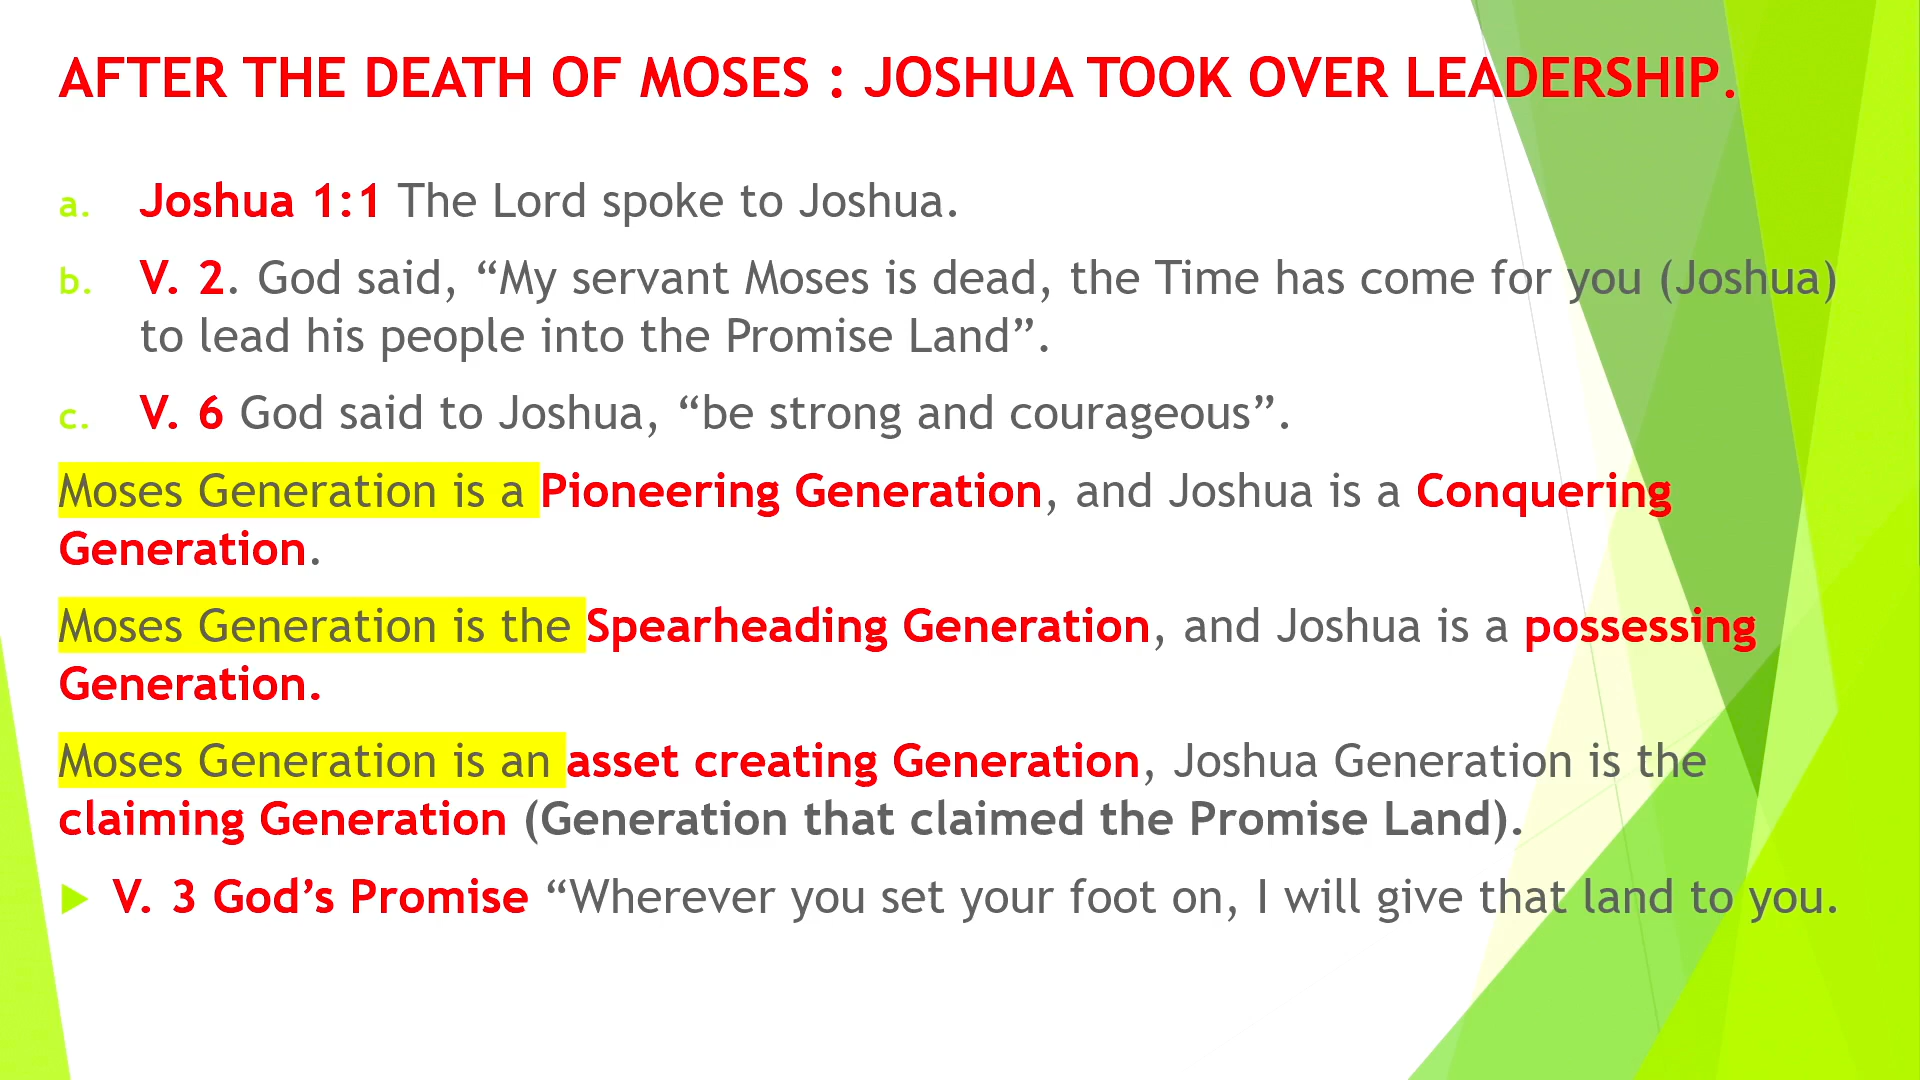 AFTER THE DEATH OF MOSES : JOSHUA TOOK OVER LEADERSHIP.
a. Joshua 1:1 The Lord spoke to Joshua.
b. V. 2. God said, “My servant Moses is dead, the Time has come for you (Joshua)
to lead his people into the Promise Land”.
c. V. 6 God said to Joshua, “be strong and courageous”.
Moses Generation is a Pioneering Generation, and Joshua is a Conquering
Generation.
Moses Generation is the Spearheading Generation, and Joshua is a possessing
Generation.
Moses Generation is an asset creating Generation, Joshua Generation is the
claiming Generation (Generation that claimed the Promise Land).
V. 3 God’s Promise “Wherever you set your foot on, I will give that land to you.